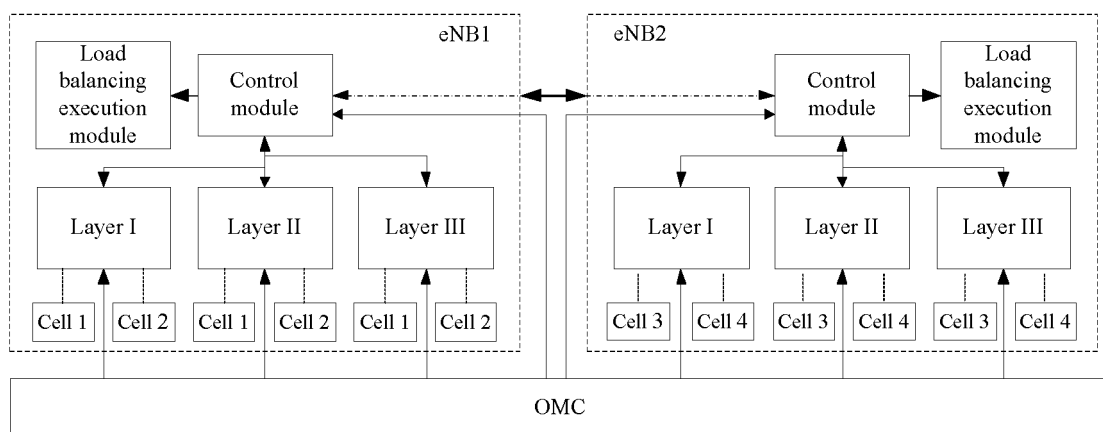 eNB1
eNB2
Load
balancing
execution
module
Control
module
Control
module
Load
balancing
execution
module
Layer I
Layer II
Layer III
Layer I
Layer II
Layer III
Cell 1
Cell 2
Cell 1
Cell 2
Cell 1
Cell 2
Cell 3
Cell 4
Cell 3
Cell 4
Cell 3
Cell 4
OMC